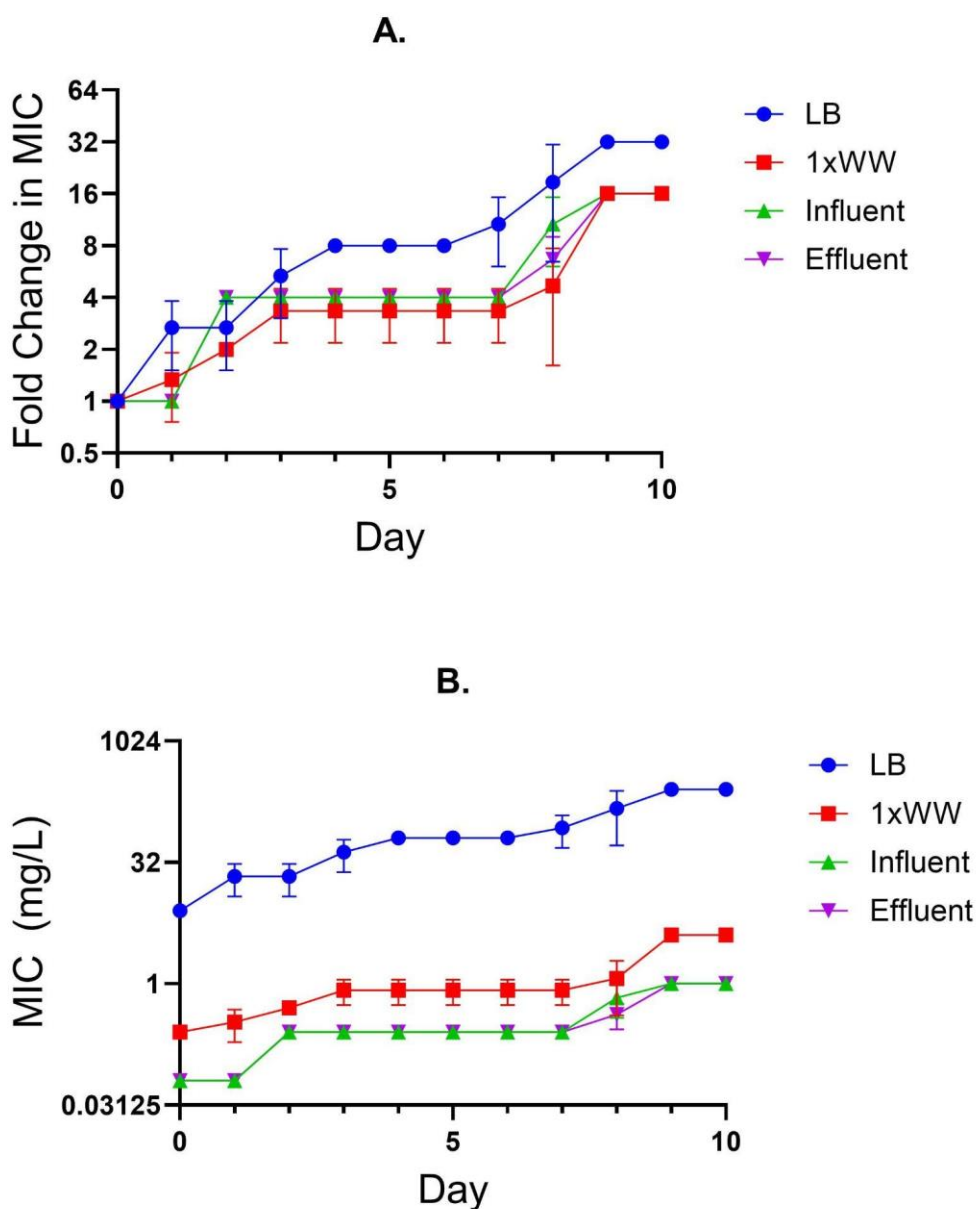 A.
Fold Change in MIC
64
32
16
8
4
2
1
0.5
0
5
10
Day
LB
1xWW
Influent
Effluent
B.
MIC (mg/L)
1024
32
1
0.03125
0
5
10
Day
LB
1xWW
Influent
Effluent